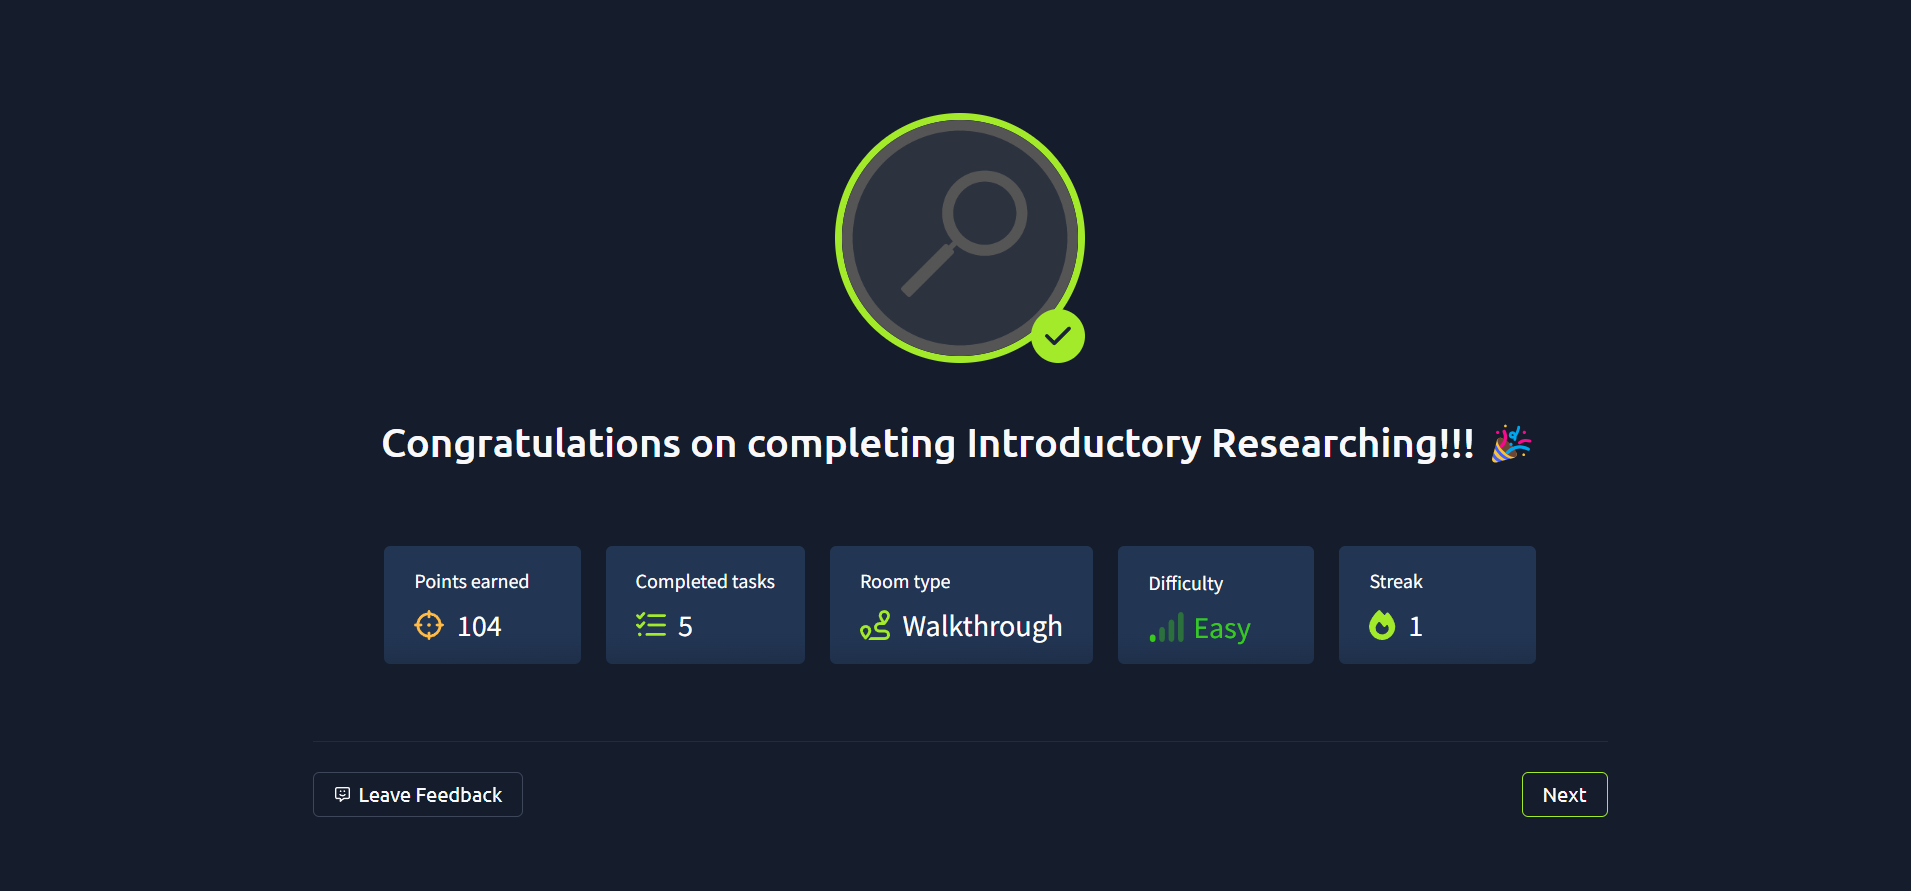 Congratulations on completing Introductory Researching!!! 🎉
Points earned
104
Completed tasks
5
Room type
Walkthrough
Difficulty
Easy
Streak
1
Leave Feedback
Next